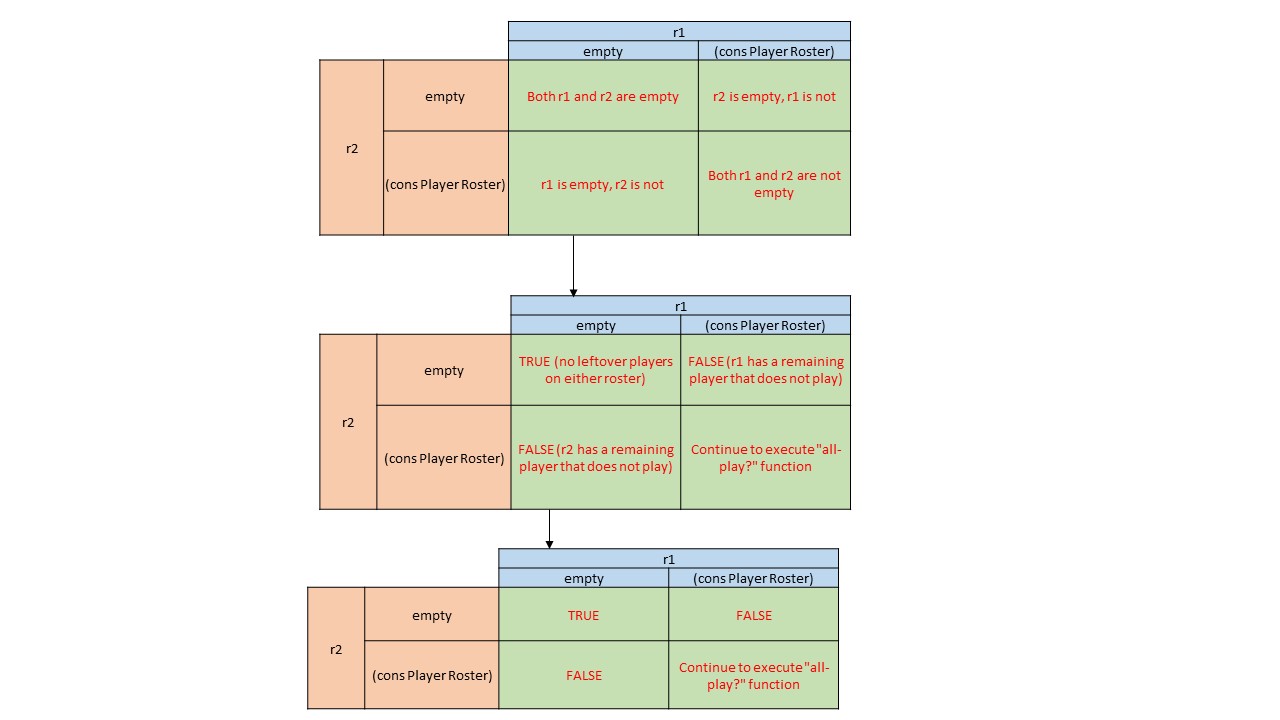 r1
empty
(cons Player Roster)
r2
empty
Both r1 and r2 are empty
r2 is empty, r1 is not
(cons Player Roster)
r1 is empty, r2 is not
Both r1 and r2 are not
empty
r1
empty
(cons Player Roster)
r2
empty
TRUE (no leftover players
on either roster)
FALSE (r1 has a remaining
player that does not play)
(cons Player Roster)
FALSE (r2 has a remaining
player that does not play)
Continue to execute "all-
play?" function
r1
empty
(cons Player Roster)
r2
empty
TRUE
FALSE
(cons Player Roster)
FALSE
Continue to execute "all-
play?" function